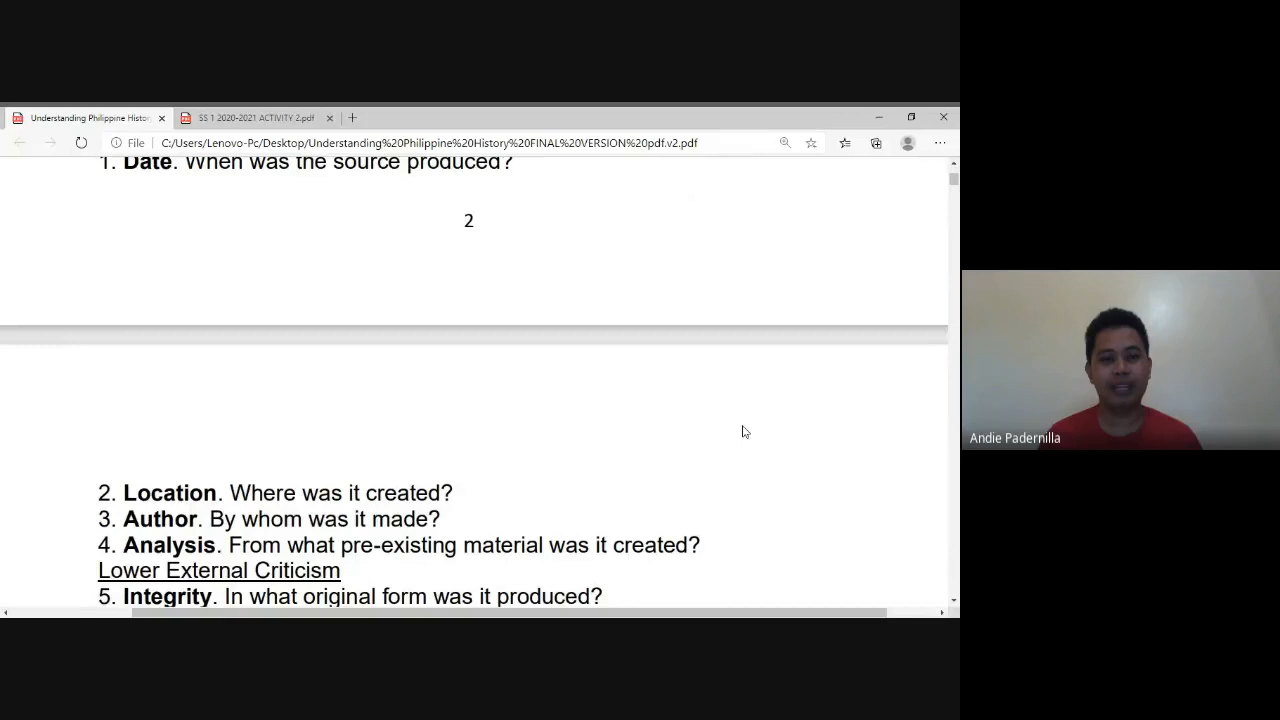 Understanding Philippine Histor
SS 1 2020-2021 ACTIVITY 2.pdf
File
C:/Users/Lenovo-Pc/Desktop/Understanding%20Philippine%20History%20FINAL%20VERSION%20pdf.v2.pdf
1. Date. When was the source produced?
2
2. Location. Where was it created?
3. Author. By whom was it made?
4. Analysis. From what pre-existing material was it created?
Lower External Criticism
5. Integrity. In what original form was it produced?
Andie Padernilla